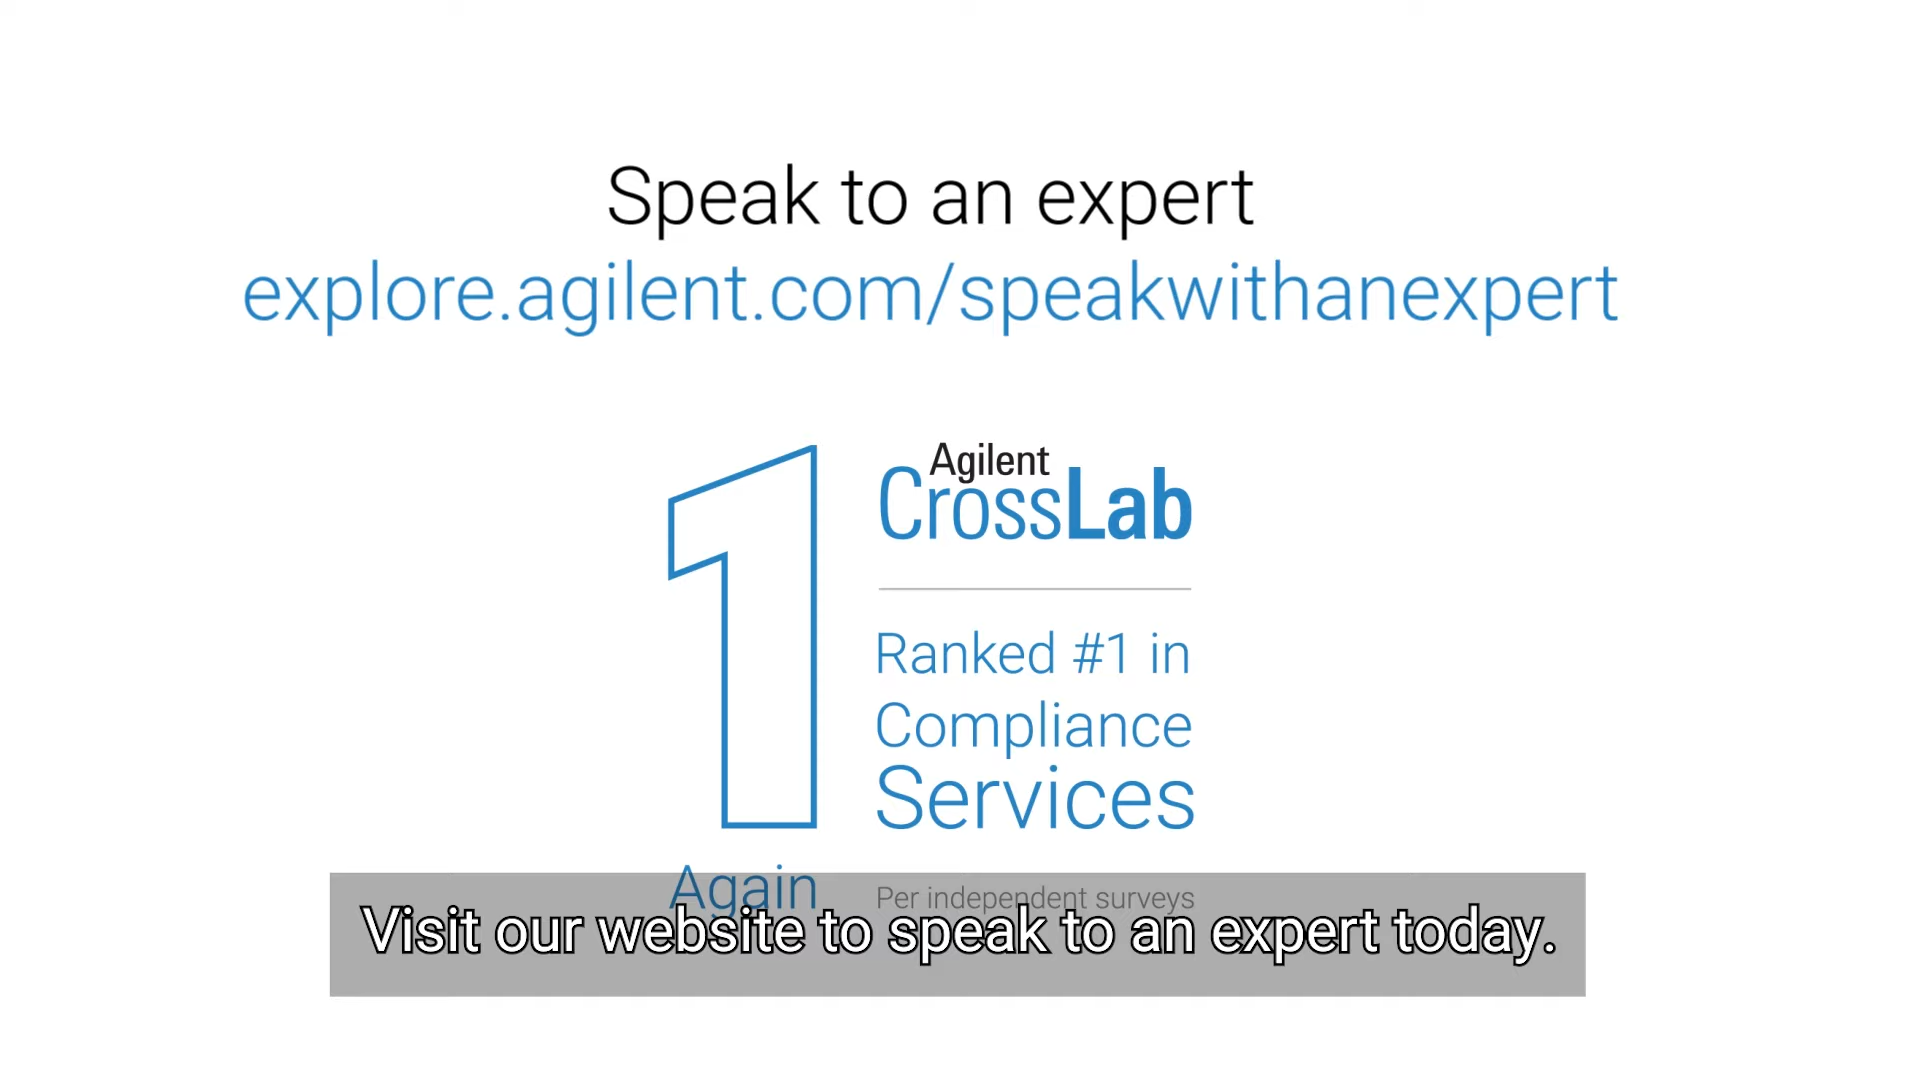 Speak to an expert
explore.agilent.com/speakwithanexpert
1
Agilent
CrossLab
Ranked #1 in
Compliance
Services
Again
Per independent surveys
Visit our website to speak to an expert today.